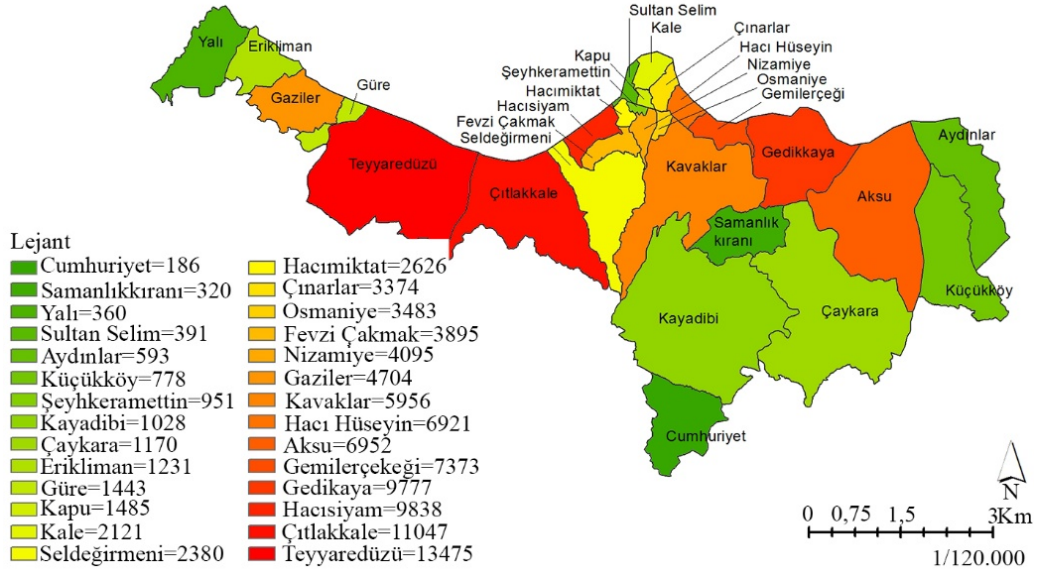 Sultan Selim
Kale
Çınarlar
Hacı Hüseyin
Nizamiye
Osmaniye
Gemilerçeği
Kapu
Şeyhkeramettin
Hacımiktat
Hacısiyam
Fevzi Çakmak
Seldeğirmeni
Yalı
Erikliman
Gaziler
Güre
Teyyaredüzü
Çıtlakkale
Kavaklar
Gedikkaya
Aksu
Aydınlar
Samanlık
kıranı
Küçükköy
Kayadibi
Çaykara
Cumhuriyet
Lejant
Cumhuriyet=186
Samanlıkkıranı=320
Yalı=360
Sultan Selim=391
Aydınlar=593
Küçükköy=778
Şeyhkeramettin=951
Kayadibi=1028
Çaykara=1170
Erikliman=1231
Güre=1443
Kapu=1485
Kale=2121
Seldeğirmeni=2380
Hacımiktat=2626
Çınarlar=3374
Osmaniye=3483
Fevzi Çakmak=3895
Nizamiye=4095
Gaziler=4704
Kavaklar=5956
Hacı Hüseyin=6921
Aksu=6952
Gemilerçekeği=7373
Gedikaya=9777
Hacısiyam=9838
Çıtlakkale=11047
Teyyaredüzü=13475
N
0 0,75 1,5 3Km
1/120.000